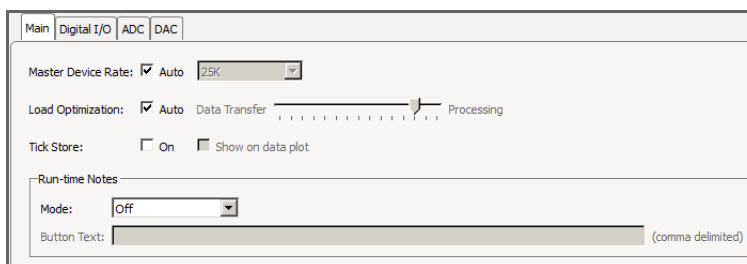 Main Digital I/O ADC DAC
Master Device Rate: Auto 25K
Load Optimization: Auto Data Transfer Processing
Tick Store: On Show on data plot
Run-time Notes
Mode: Off
Button Text: (comma delimited)